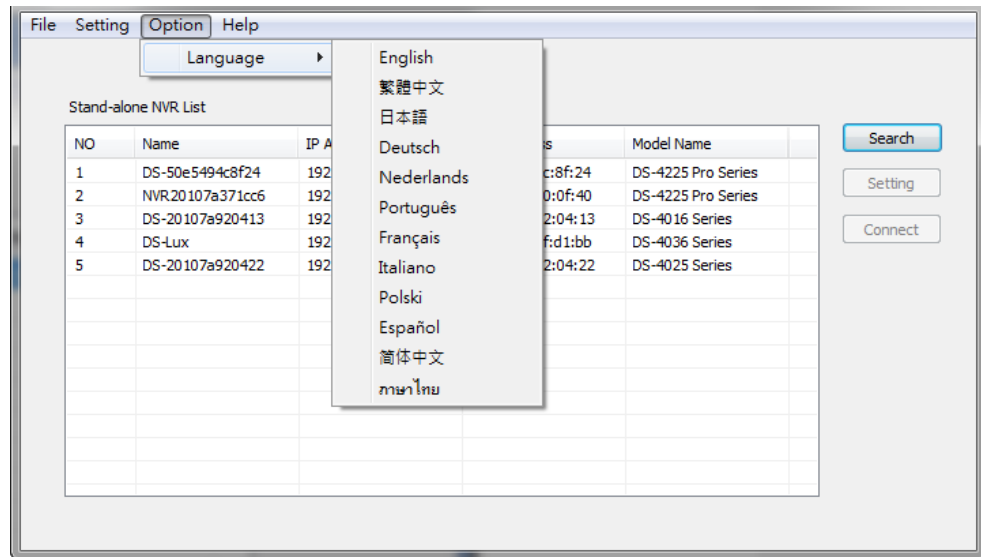 File Setting Option Help
Language
English
繁體中文
日本語
Deutsch
Nederlands
Português
Français
Italiano
Polski
Español
简体中文
ภาษาไทย
Stand-alone NVR List
NO Name IP A ss Model Name
1 DS-50e5494c8f24 192 c:8f:24 DS-4225 Pro Series
2 NVR20107a371cc6 192 0:0f:40 DS-4225 Pro Series
3 DS-20107a920413 192 2:04:13 DS-4016 Series
4 DS-Lux 192 f:d1:bb DS-4036 Series
5 DS-20107a920422 192 2:04:22 DS-4025 Series
Search
Setting
Connect